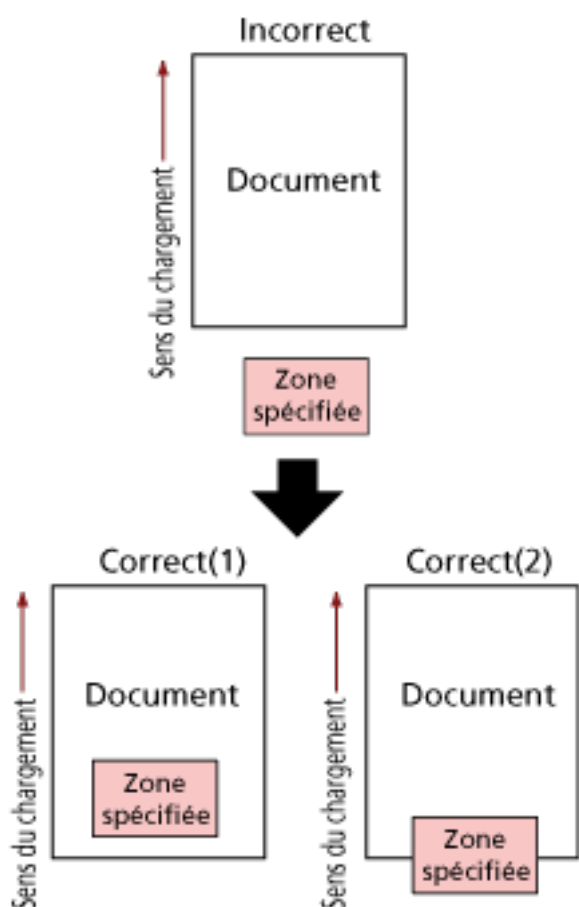 Incorrect
Sens du chargement
Document
Zone
spécifiée
Correct(1)
Sens du chargement
Document
Zone
spécifiée
Correct(2)
Sens du chargement
Document
Zone
spécifiée